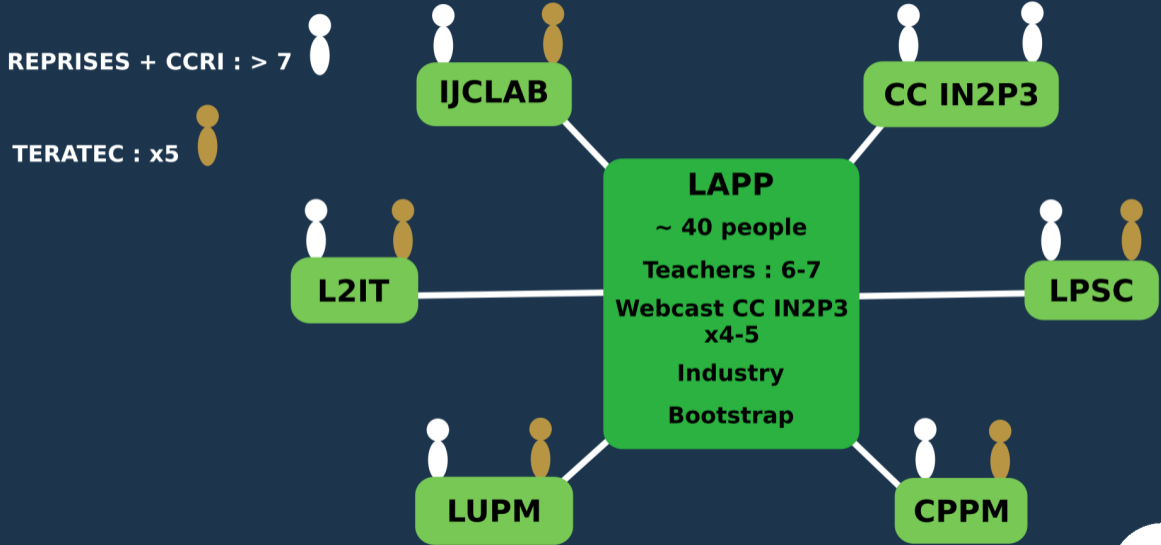 REPRISES + CCRI : > 7
TERATEC : x5
IJCLAB
CC IN2P3
LAPP
~ 40 people
Teachers : 6-7
Webcast CC IN2P3
x4-5
Industry
Bootstrap
L2IT
LPSC
LUPM
CPPM